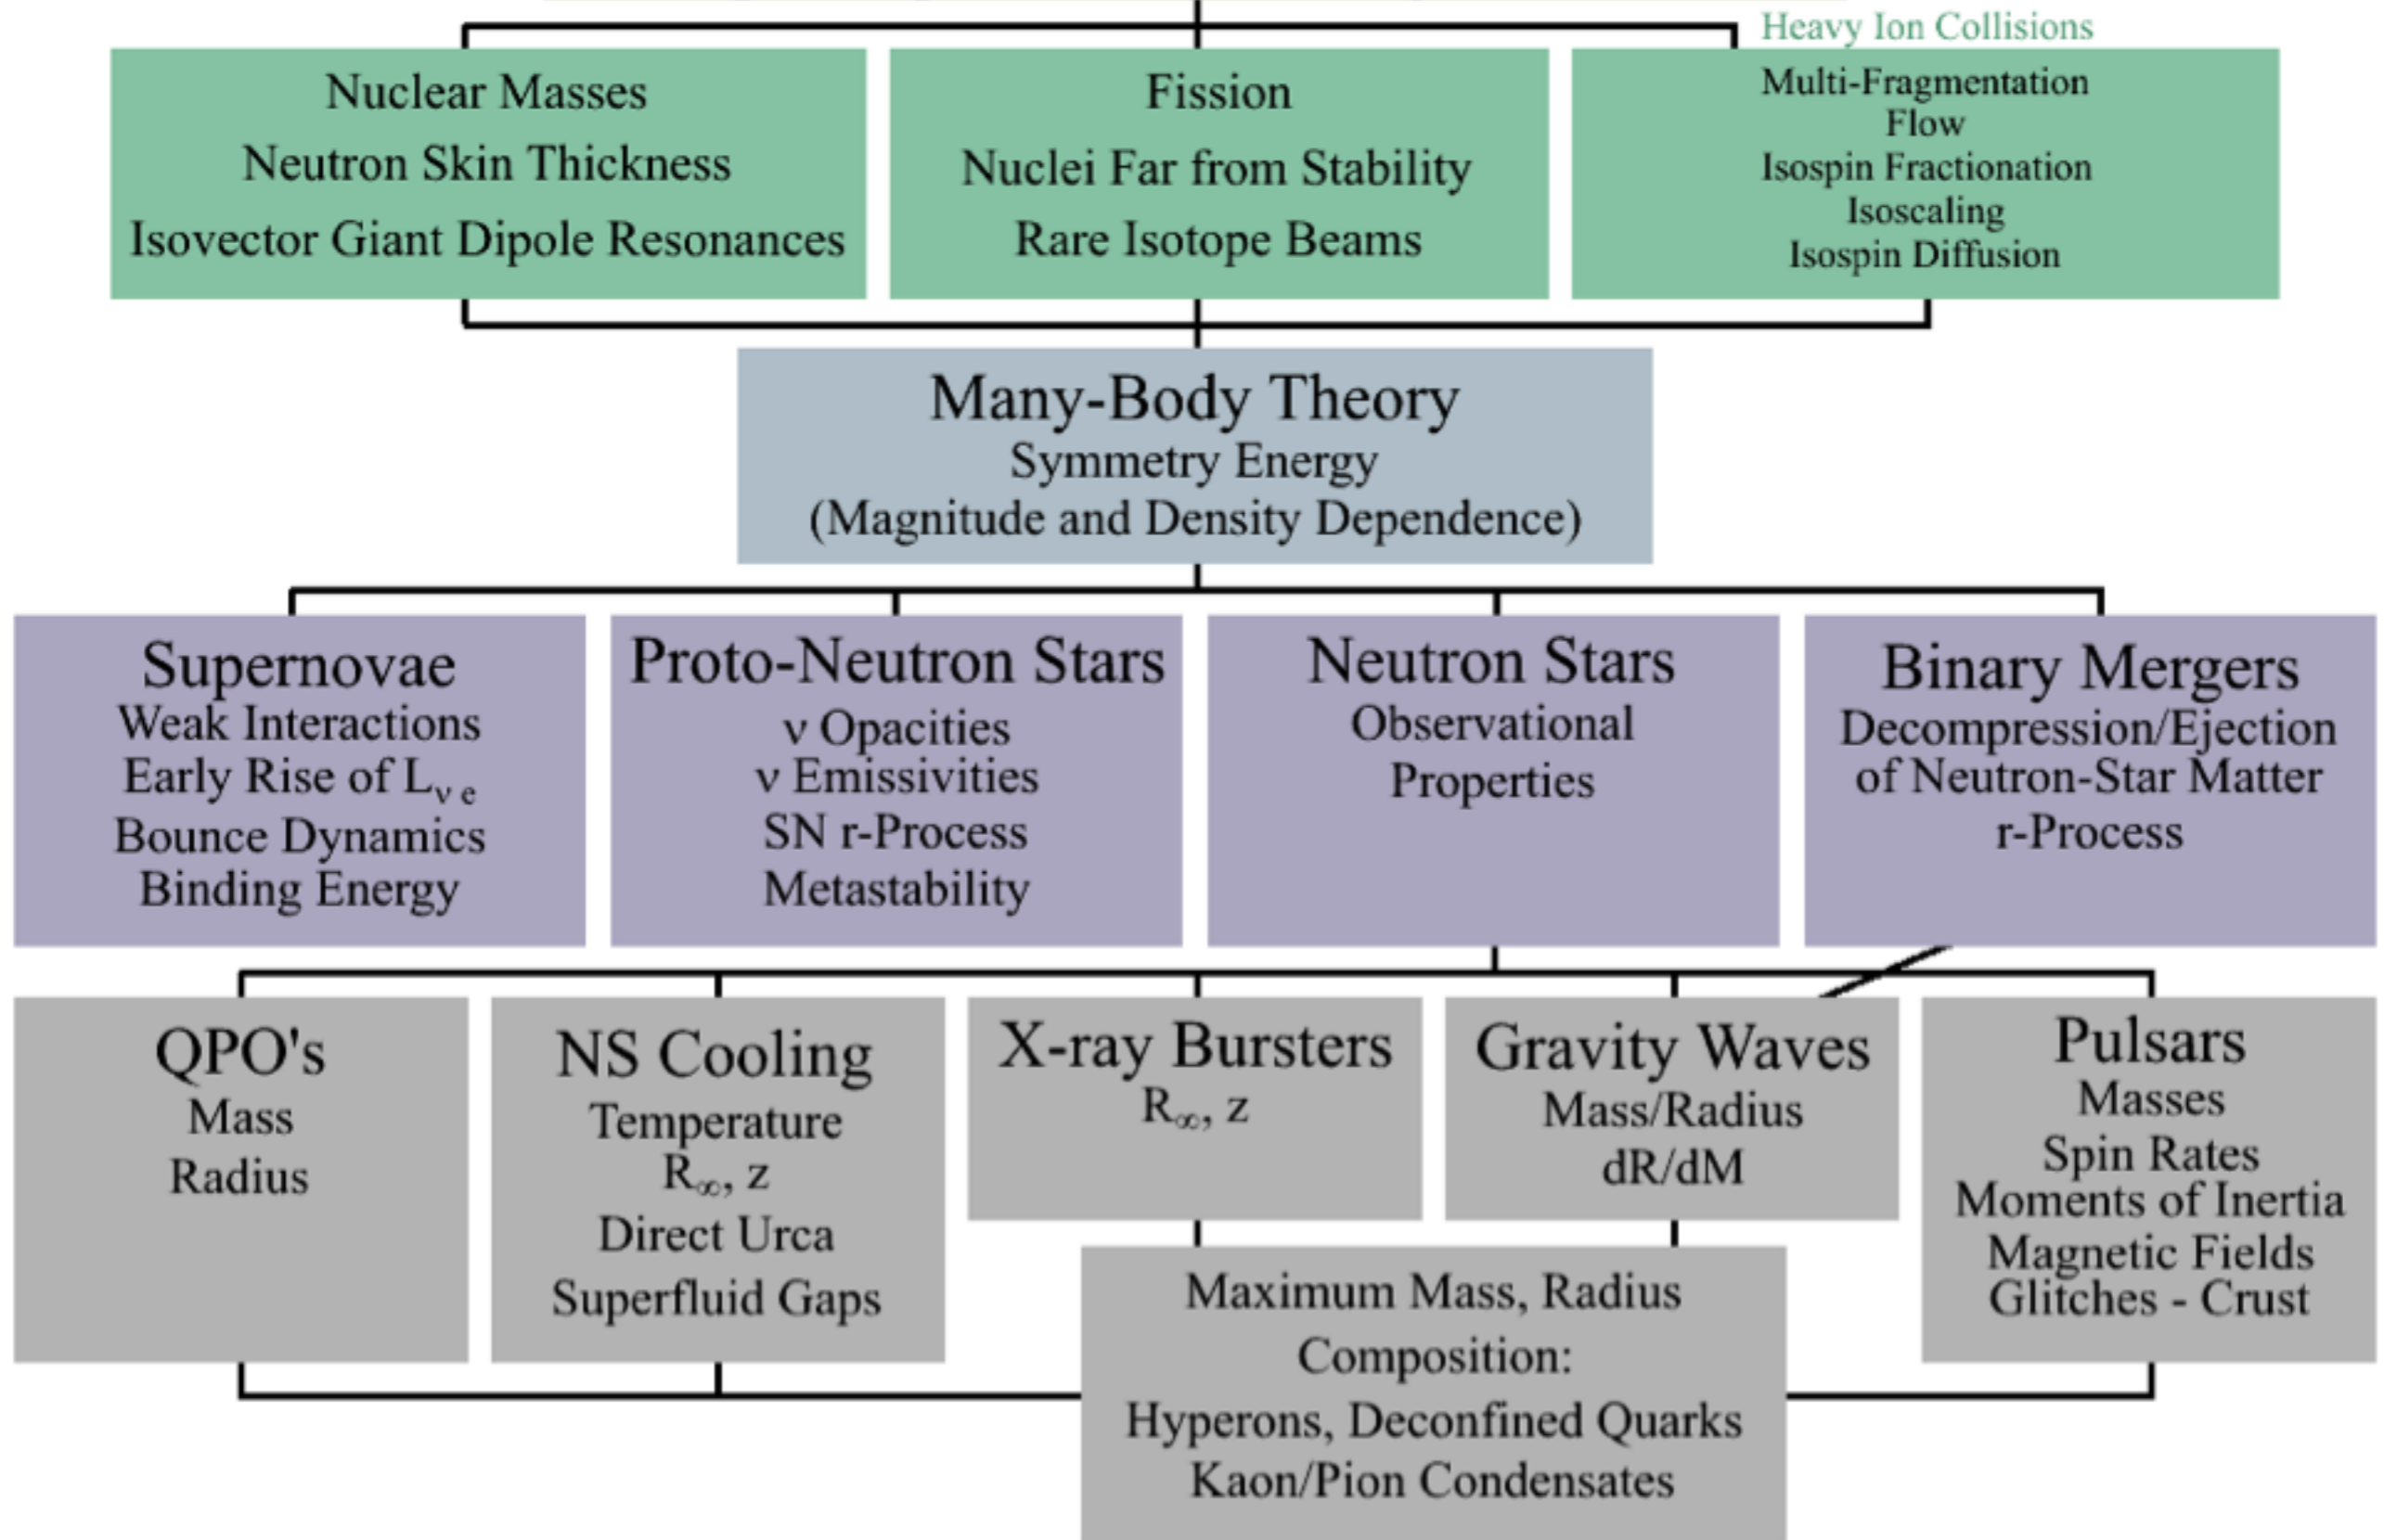 Heavy Ion Collisions
Nuclear Masses
Neutron Skin Thickness
Isovector Giant Dipole Resonances
Fission
Nuclei Far from Stability
Rare Isotope Beams
Multi-Fragmentation
Flow
Isospin Fractionation
Isoscaling
Isospin Diffusion
Many-Body Theory
Symmetry Energy
(Magnitude and Density Dependence)
Supernovae
Weak Interactions
Early Rise of L_ν e
Bounce Dynamics
Binding Energy
Proto-Neutron Stars
ν Opacities
ν Emissivities
SN r-Process
Metastability
Neutron Stars
Observational
Properties
Binary Mergers
Decompression/Ejection
of Neutron-Star Matter
r-Process
QPO's
Mass
Radius
NS Cooling
Temperature
R∞, z
Direct Urca
Superfluid Gaps
X-ray Bursters
R∞, z
Gravity Waves
Mass/Radius
dR/dM
Pulsars
Masses
Spin Rates
Moments of Inertia
Magnetic Fields
Glitches - Crust
Maximum Mass, Radius
Composition:
Hyperons, Deconfined Quarks
Kaon/Pion Condensates